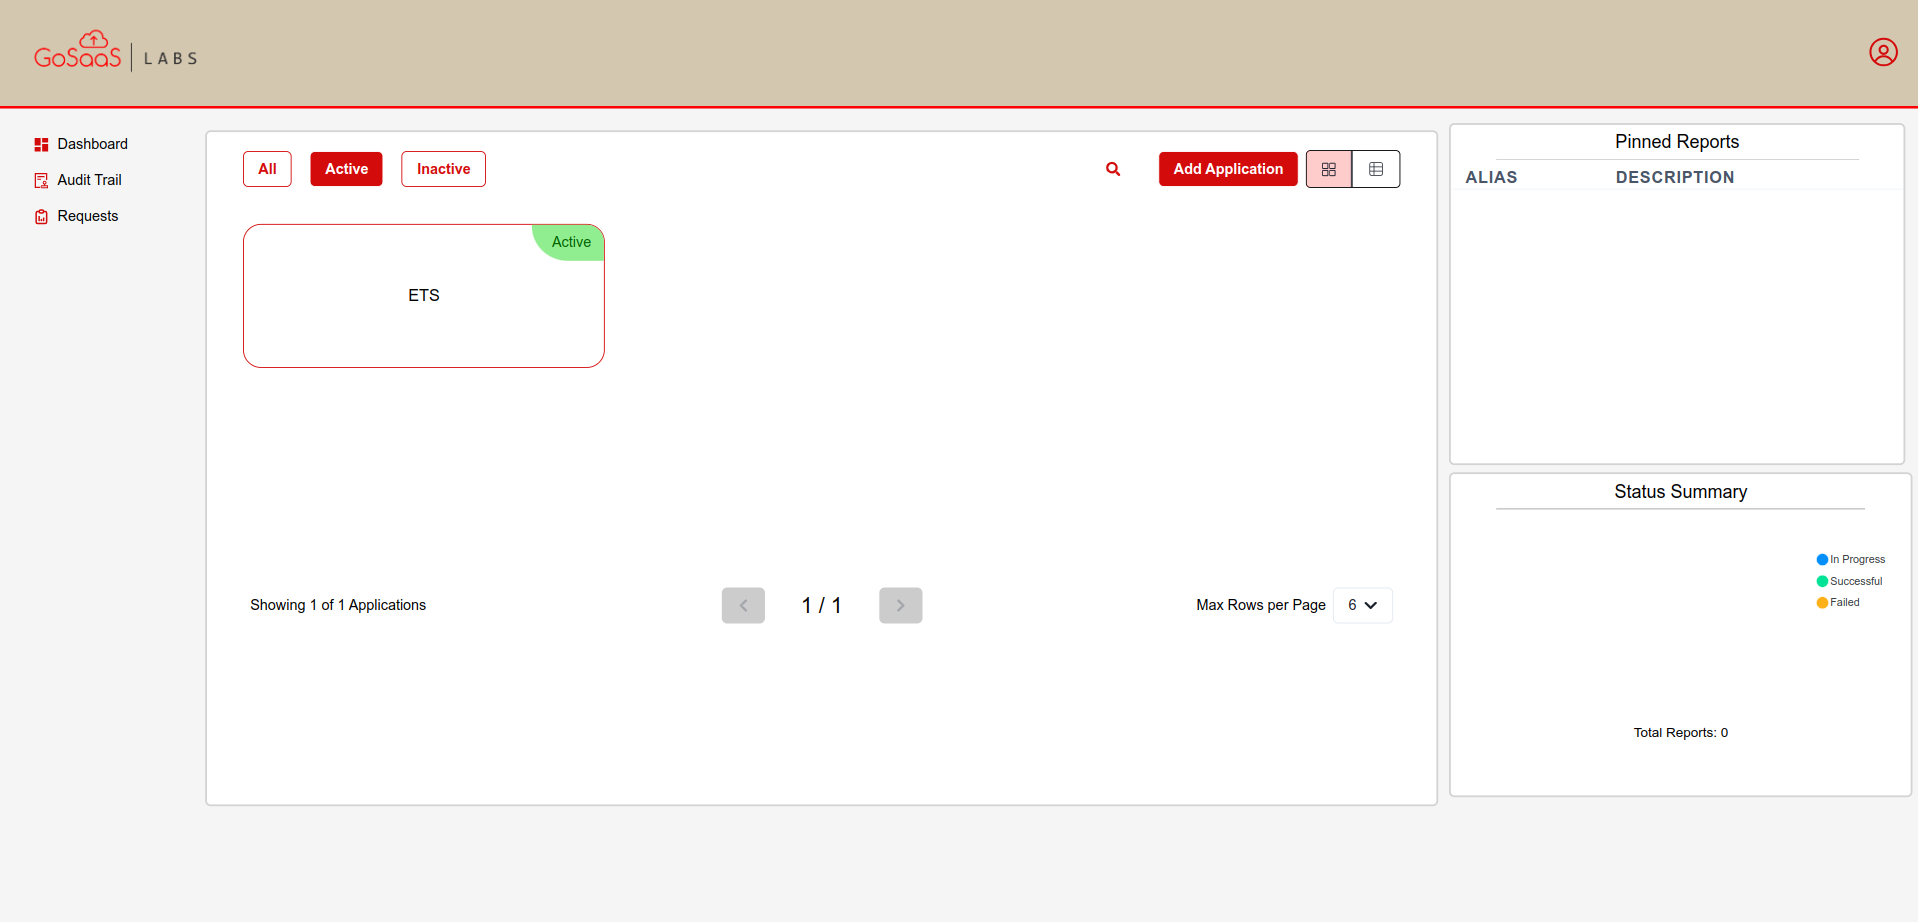 GoSaaS | LABS
Dashboard
Audit Trail
Requests
All
Active
Inactive
Add Application
Active
ETS
Showing 1 of 1 Applications
1 / 1
Max Rows per Page
6
Pinned Reports
ALIAS DESCRIPTION
Status Summary
In Progress
Successful
Failed
Total Reports: 0